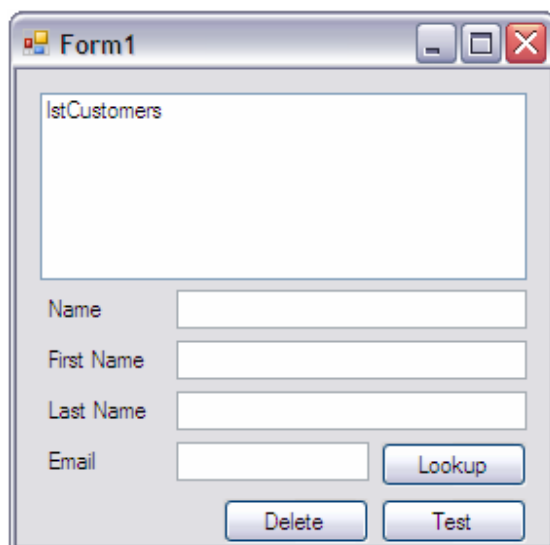 Form1
lstCustomers
Name
First Name
Last Name
Email
Lookup
Delete
Test